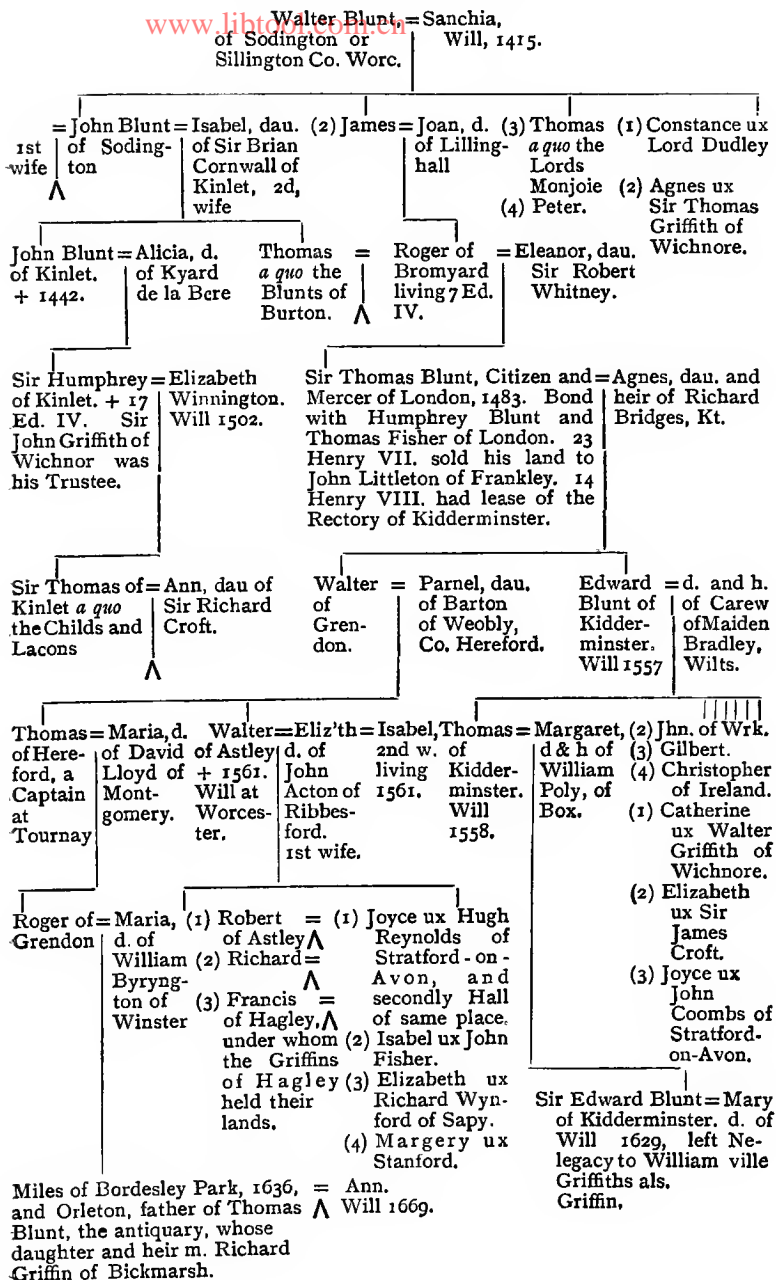 www.libtool.com.cn
Walter Blunt, = Sanchia,
of Sodington or Will, 1415.
Sillington Co. Worc.
= John Blunt = Isabel, dau.
1st of Soding- of Sir Brian
wife ton Cornwall of
Kinlet, 2d,
wife
(2) James = Joan, d.
of Lilling-
hall
(3) Thomas
a quo the
Lords
Monjoie
(4) Peter.
(1) Constance ux
Lord Dudley
(2) Agnes ux
Sir Thomas
Griffith of
Wichnore.
John Blunt = Alicia, d.
of Kinlet. of Kyard
+ 1442. de la Bere
Thomas =
a quo the
Blunts of
Burton.
Roger of = Eleanor, dau.
Bromyard Sir Robert
living 7 Ed. Whitney.
IV.
Sir Humphrey = Elizabeth
of Kinlet. + 17 Winnington.
Ed. IV. Sir Will 1502.
John Griffith of
Wichnor was
his Trustee.
Sir Thomas Blunt, Citizen and = Agnes, dau. and
Mercer of London, 1483. Bond heir of Richard
with Humphrey Blunt and Bridges, Kt.
Thomas Fisher of London. 23
Henry VII. sold his land to
John Littleton of Frankley. 14
Henry VIII. had lease of the
Rectory of Kidderminster.
Sir Thomas of = Ann, dau of
Kinlet a quo Sir Richard
the Childs and Croft.
Lacons
Walter = Parnel, dau.
of of Barton
Gren- of Weobly,
don. Co. Hereford.
Edward = d. and h.
Blunt of of Carew
Kidder- of Maiden
minster. Bradley,
Will 1557 Wilts.
Thomas = Maria, d.
of Here- of David
ford, a Lloyd of
Captain Mont-
at gomery.
Tournay
Walter = Eliz'th = Isabel,
of Astley d. of 2nd w.
+ 1561. John living
Will at Acton of 1561.
Worces- Ribbes-
ter. ford.
1st wife.
Thomas = Margaret,
of d & h of
Kidder- William
minster. Poly, of
Will Box.
1558.
(2) Jhn. of Wrk.
(3) Gilbert.
(4) Christopher
of Ireland.
(1) Catherine
ux Walter
Griffith of
Wichnore.
(2) Elizabeth
ux Sir
James
Croft.
(3) Joyce ux
John
Coombs of
Stratford-
on-Avon.
Roger of = Maria,
Grendon d. of
William
Byryng-
ton of
Winster
(1) Robert =
of Astley
(2) Richard =
(3) Francis =
of Hagley,
under whom
the Griffins
of Hagley
held their
lands.
(1) Joyce ux Hugh
Reynolds of
Stratford-on-
Avon, and
secondly Hall
of same place.
(2) Isabel ux John
Fisher.
(3) Elizabeth ux
Richard Wyn-
ford of Sapy.
(4) Margery ux
Stanford.
Sir Edward Blunt = Mary
of Kidderminster. d. of
Will 1629, left Ne-
legacy to William ville
Griffiths als.
Griffin,
Miles of Bordesley Park, 1636, = Ann.
and Orleton, father of Thomas Will 1669.
Blunt, the antiquary, whose
daughter and heir m. Richard
Griffin of Bickmarsh.